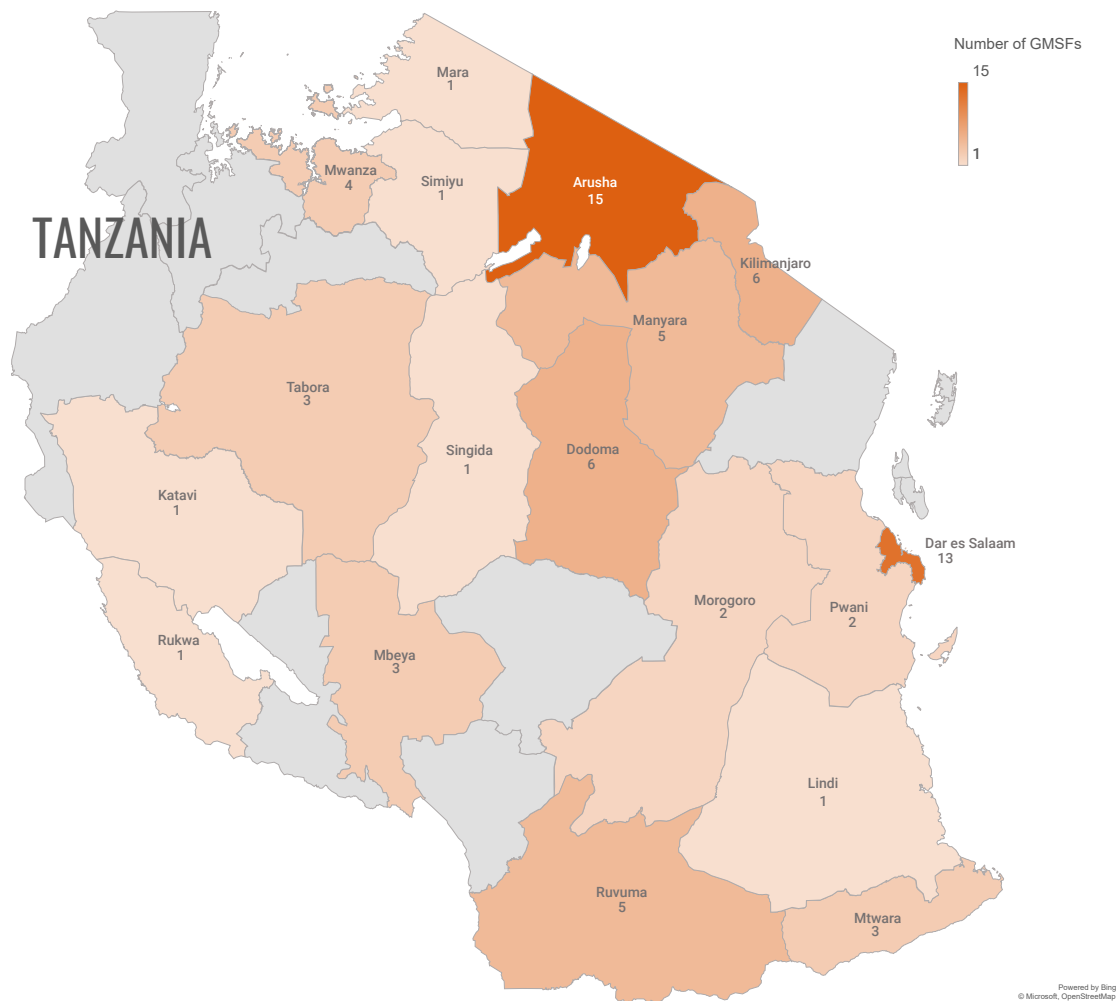 Number of GMSFs
15
1
TANZANIA
Mara
1
Mwanza
4
Simiyu
1
Arusha
15
Kilimanjaro
6
Manyara
5
Tabora
3
Singida
1
Dodoma
6
Katavi
1
Dar es Salaam
13
Morogoro
2
Pwani
2
Rukwa
1
Mbeya
3
Lindi
1
Ruvuma
5
Mtwara
3
Powered by Bing
© Microsoft, OpenStreetMap